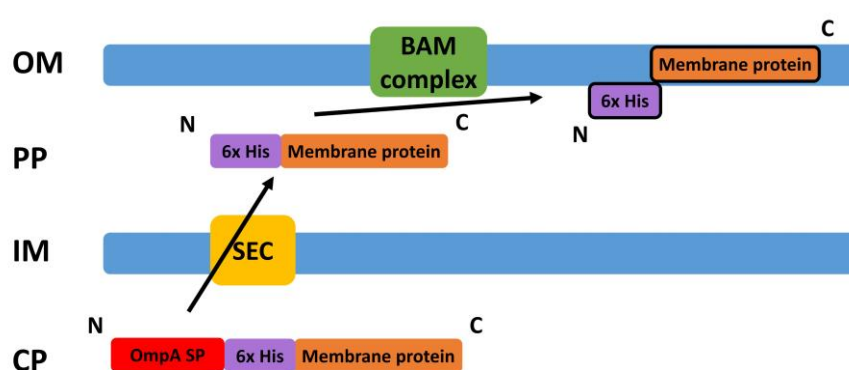 C
OM
BAM
complex
Membrane protein
6x His
N
C
N
PP
6x His
Membrane protein
IM
SEC
N
C
CP
OmpA SP
6x His
Membrane protein